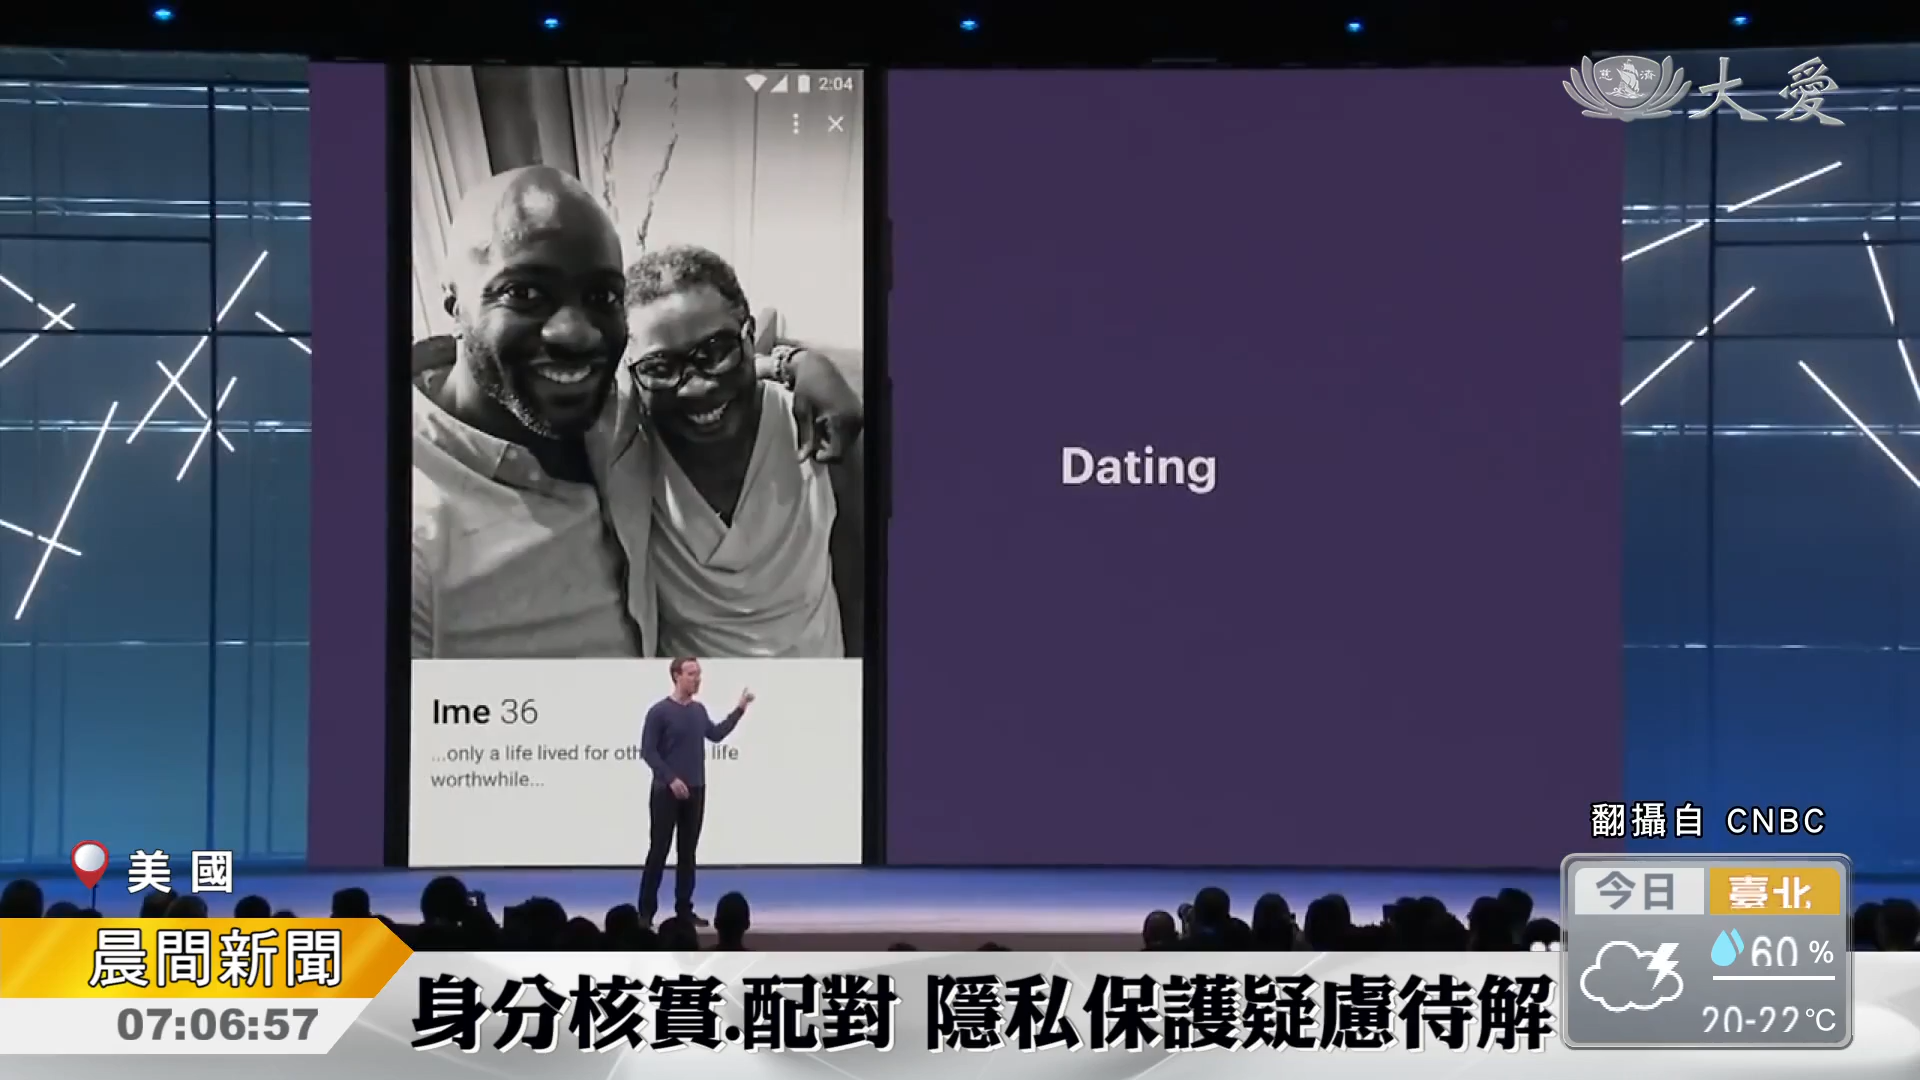 2:04
慈濟
大愛
Dating
Ime 36
...only a life lived for oth life
worthwhile...
翻攝自 CNBC
美國
今日 臺北
60 %
20-22℃
晨間新聞
07:06:57
身分核實.配對 隱私保護疑慮待解